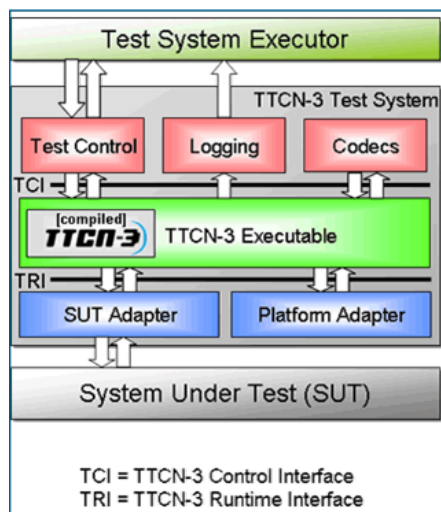 Test System Executor
TTCN-3 Test System
Test Control
Logging
Codecs
TCI
[compiled]
TTCN-3
TTCN-3 Executable
TRI
SUT Adapter
Platform Adapter
System Under Test (SUT)
TCI = TTCN-3 Control Interface
TRI = TTCN-3 Runtime Interface